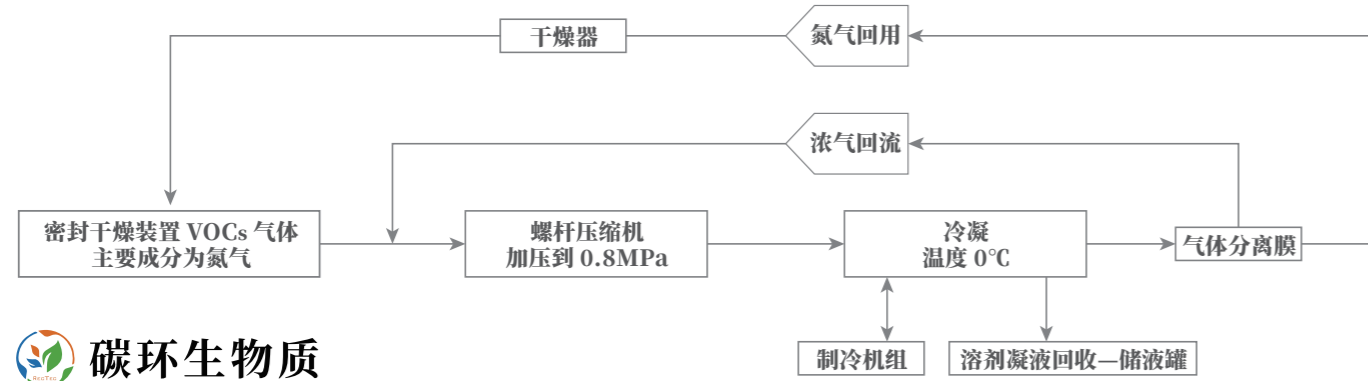 干燥器
氮气回用
浓气回流
密封干燥装置 VOCs 气体
主要成分为氮气
螺杆压缩机
加压到 0.8MPa
冷凝
温度 0℃
气体分离膜
制冷机组
溶剂凝液回收—储液罐
碳环生物质
RecTec